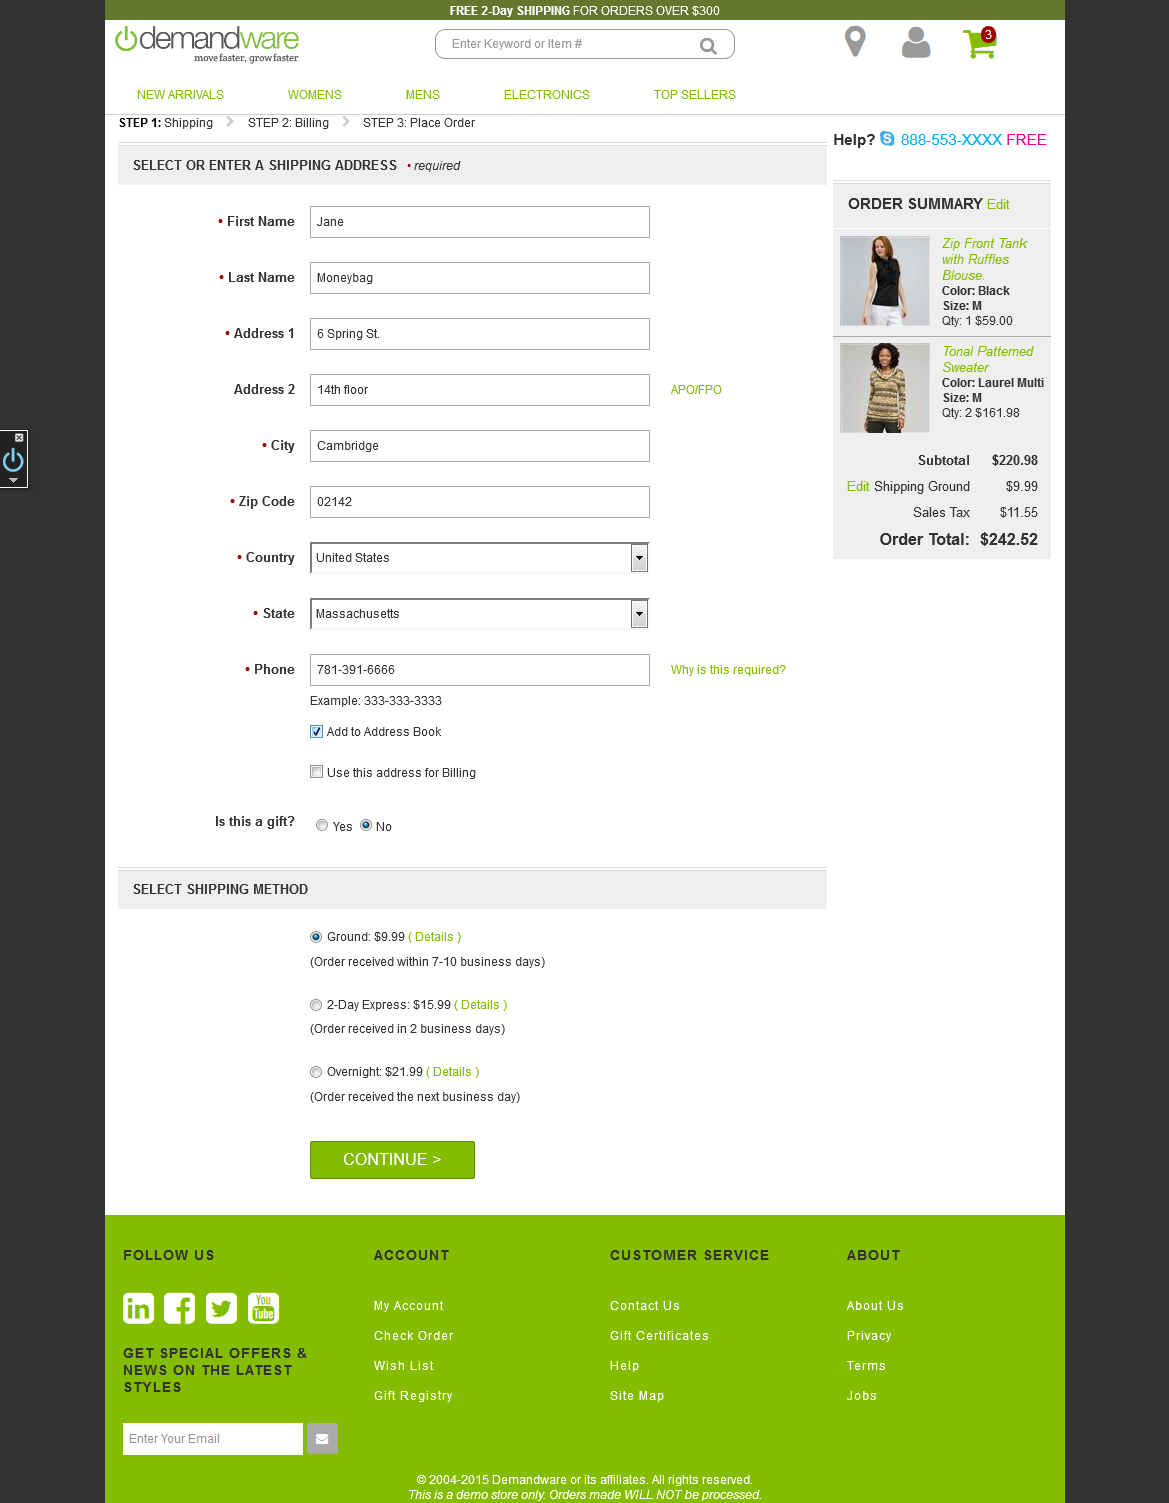 FREE 2-Day SHIPPING FOR ORDERS OVER $300
demandware
move faster, grow faster
Enter Keyword or Item #
3
NEW ARRIVALS WOMENS MENS ELECTRONICS TOP SELLERS
STEP 1: Shipping STEP 2: Billing STEP 3: Place Order
Help? 888-553-XXXX FREE
SELECT OR ENTER A SHIPPING ADDRESS • required
• First Name Jane
• Last Name Moneybag
• Address 1 6 Spring St.
Address 2 14th floor APO/FPO
• City Cambridge
• Zip Code 02142
• Country United States
• State Massachusetts
• Phone 781-391-6666 Why is this required?
Example: 333-333-3333
Add to Address Book
Use this address for Billing
Is this a gift? Yes No
SELECT SHIPPING METHOD
Ground: $9.99 ( Details )
(Order received within 7-10 business days)
2-Day Express: $15.99 ( Details )
(Order received in 2 business days)
Overnight: $21.99 ( Details )
(Order received the next business day)
CONTINUE >
ORDER SUMMARY Edit
Zip Front Tank
with Ruffles
Blouse.
Color: Black
Size: M
Qty: 1 $59.00
Tonal Patterned
Sweater
Color: Laurel Multi
Size: M
Qty: 2 $161.98
Subtotal $220.98
Edit Shipping Ground $9.99
Sales Tax $11.55
Order Total: $242.52
FOLLOW US
in
You
Tube
GET SPECIAL OFFERS &
NEWS ON THE LATEST
STYLES
Enter Your Email
ACCOUNT
My Account
Check Order
Wish List
Gift Registry
CUSTOMER SERVICE
Contact Us
Gift Certificates
Help
Site Map
ABOUT
About Us
Privacy
Terms
Jobs
© 2004-2015 Demandware or its affiliates. All rights reserved.
This is a demo store only. Orders made WILL NOT be processed.